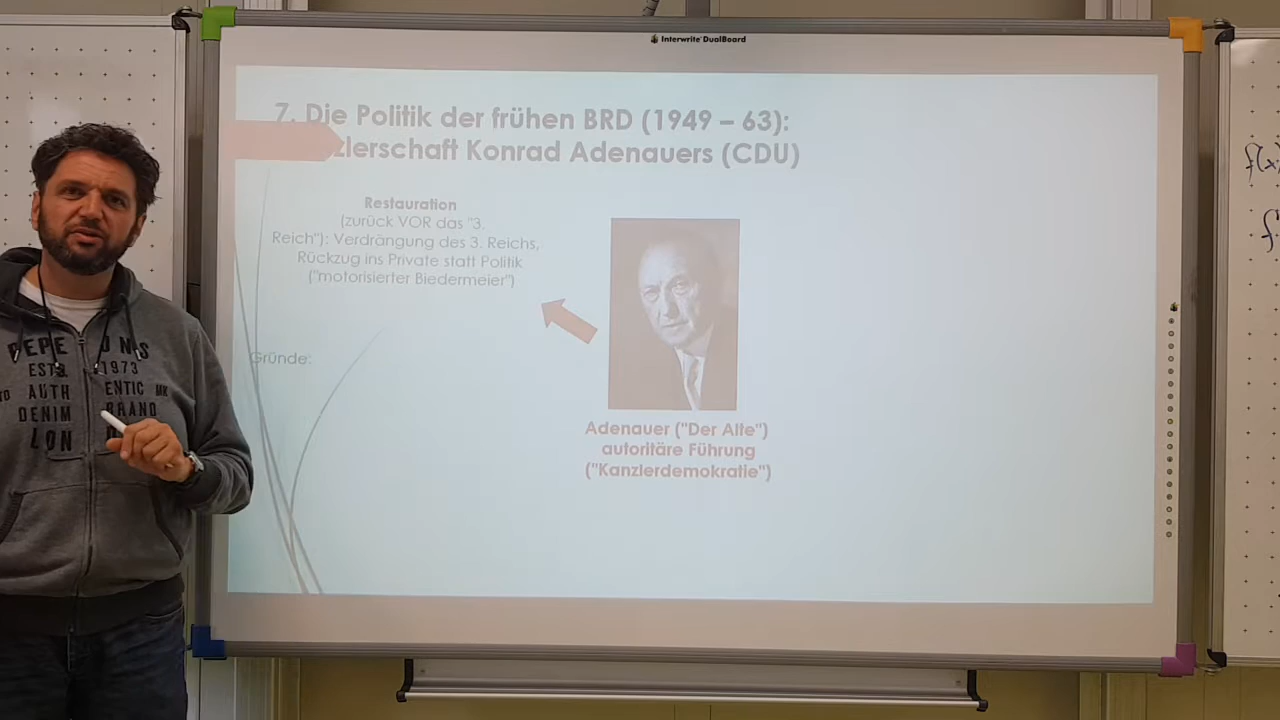 Interwrite DualBoard
7. Die Politik der frühen BRD (1949 – 63):
zlerschaft Konrad Adenauers (CDU)
Restauration
(zurück VOR das "3.
Reich"): Verdrängung des 3. Reichs,
Rückzug ins Private statt Politik
("motorisierter Biedermeier")
Gründe:
Adenauer ("Der Alte")
autoritäre Führung
("Kanzlerdemokratie")
PEPE
ESTD 1973
AUTHENTIC
DENIM BRAND
LON
f(x)
f'